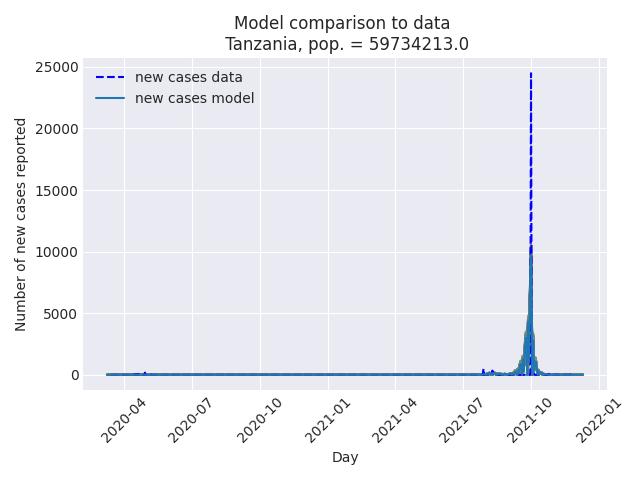 Model comparison to data
Tanzania, pop. = 59734213.0
new cases data
new cases model
Number of new cases reported
25000
20000
15000
10000
5000
0
2020-04
2020-07
2020-10
2021-01
2021-04
2021-07
2021-10
2022-01
Day